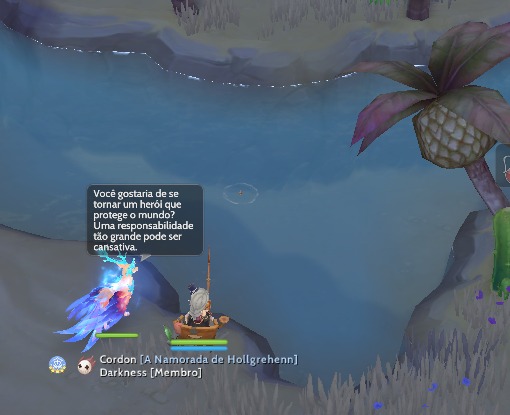 Você gostaria de se
tornar um herói que
protege o mundo?
Uma responsabilidade
tão grande pode ser
cansativa.
Cordon [A Namorada de Hollgrehenn]
Darkness [Membro]